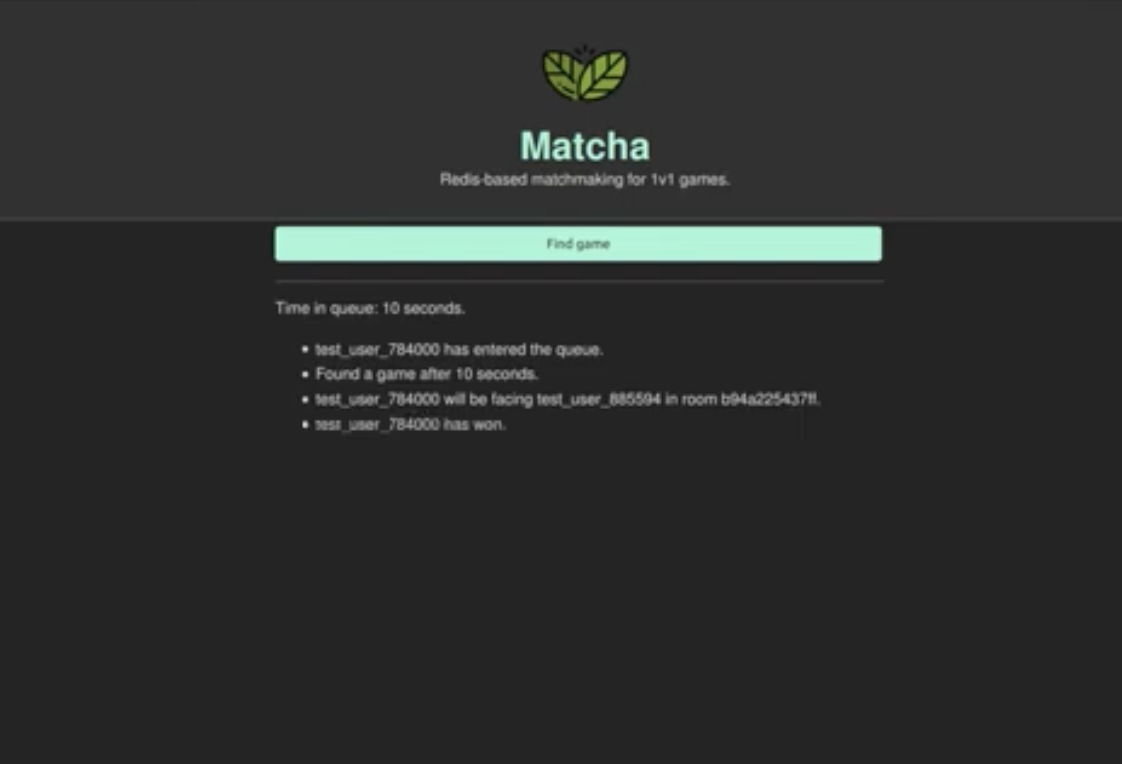 Matcha
Redis-based matchmaking for 1v1 games.
Find game
Time in queue: 10 seconds.
• test_user_784000 has entered the queue.
• Found a game after 10 seconds.
• test_user_784000 will be facing test_user_885594 in room b94a225437ff.
• test_user_784000 has won.